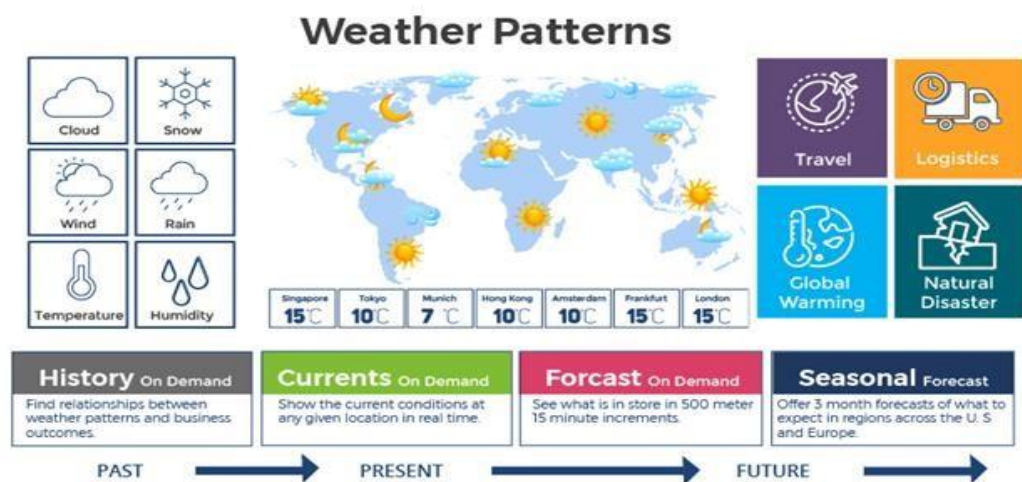 Weather Patterns
Cloud
Snow
Wind
Rain
Temperature
Humidity
Singapore
15°C
Tokyo
10°C
Munich
7 °C
Hong Kong
10°C
Amsterdam
10°C
Frankfurt
15°C
London
15°C
Travel
Logistics
Global
Warming
Natural
Disaster
History On Demand
Find relationships between
weather patterns and business
outcomes.
Currents On Demand
Show the current conditions at
any given location in real time.
Forcast On Demand
See what is in store in 500 meter
15 minute increments.
Seasonal Forecast
Offer 3 month forecasts of what to
expect in regions across the U. S
and Europe.
PAST
PRESENT
FUTURE